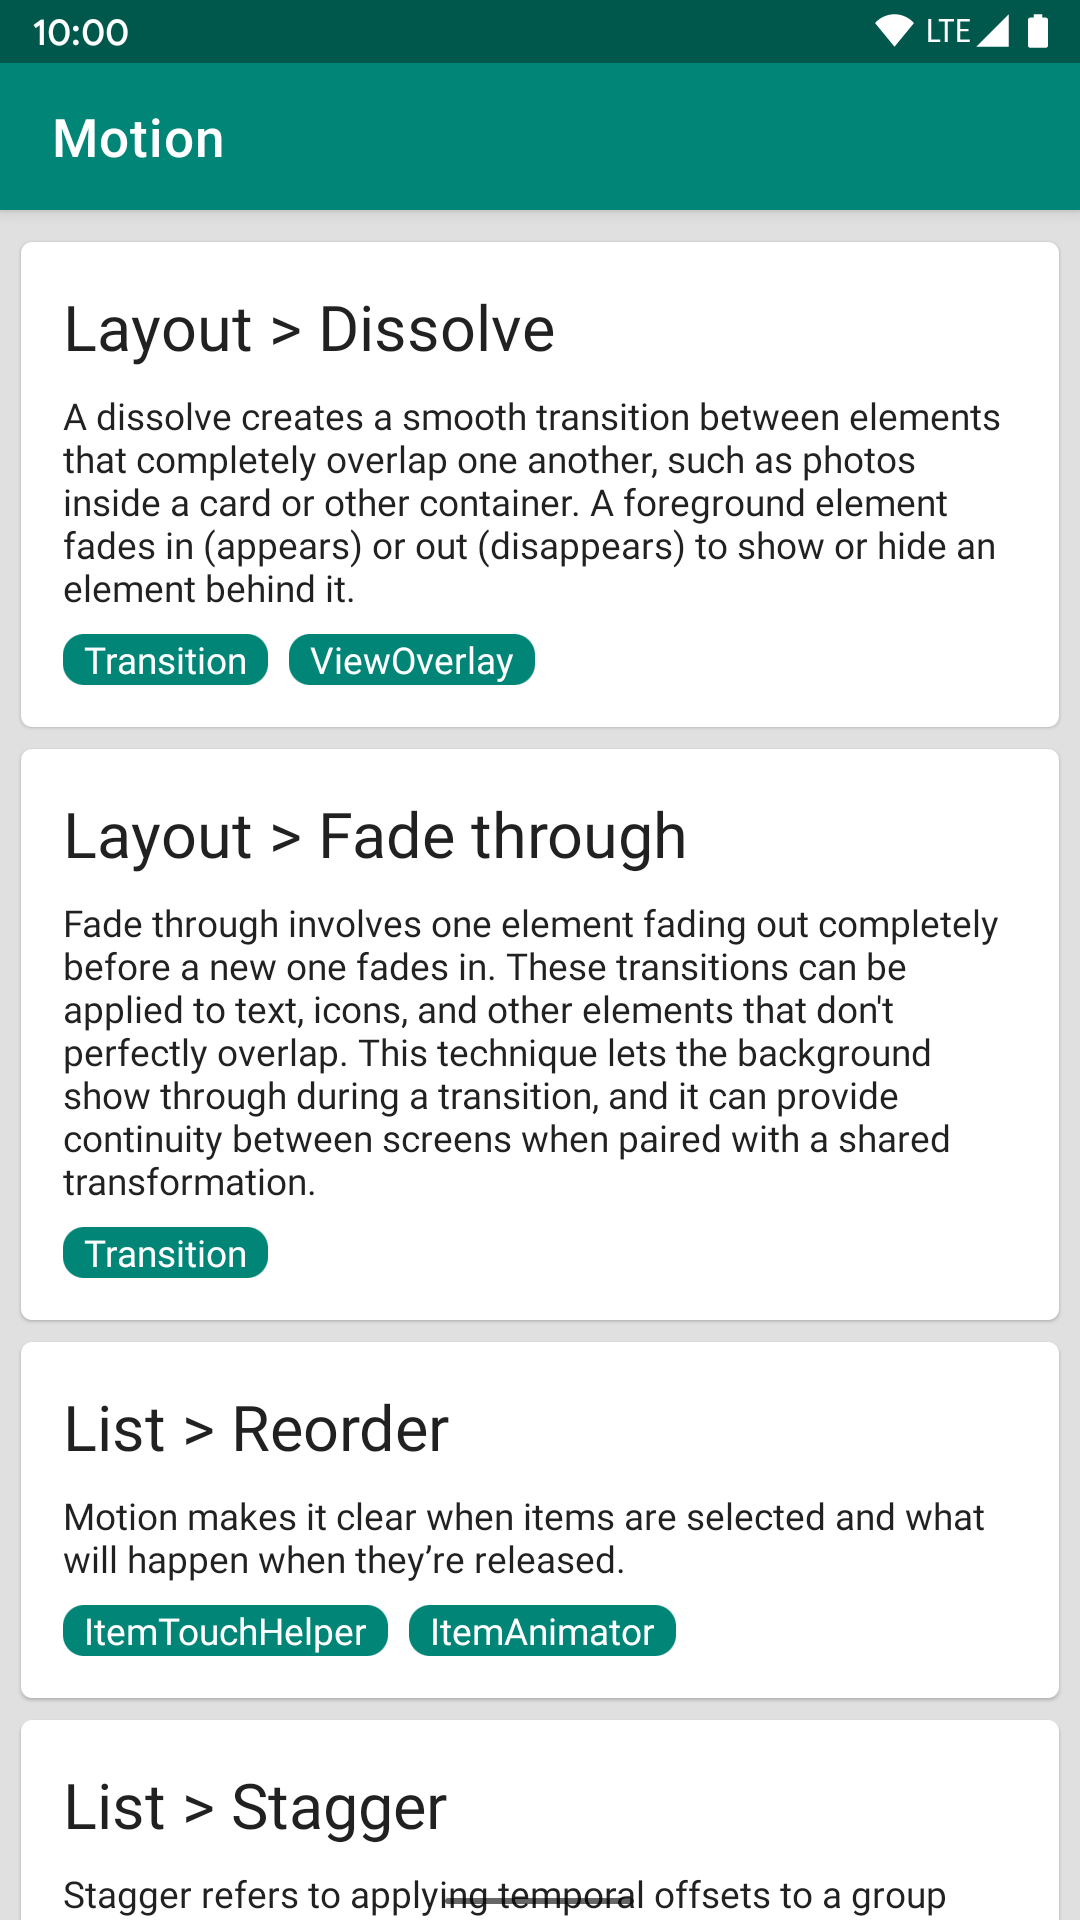 10:00 LTE
Motion
Layout > Dissolve
A dissolve creates a smooth transition between elements
that completely overlap one another, such as photos
inside a card or other container. A foreground element
fades in (appears) or out (disappears) to show or hide an
element behind it.
Transition ViewOverlay
Layout > Fade through
Fade through involves one element fading out completely
before a new one fades in. These transitions can be
applied to text, icons, and other elements that don't
perfectly overlap. This technique lets the background
show through during a transition, and it can provide
continuity between screens when paired with a shared
transformation.
Transition
List > Reorder
Motion makes it clear when items are selected and what
will happen when they’re released.
ItemTouchHelper ItemAnimator
List > Stagger
Stagger refers to applying temporal offsets to a group